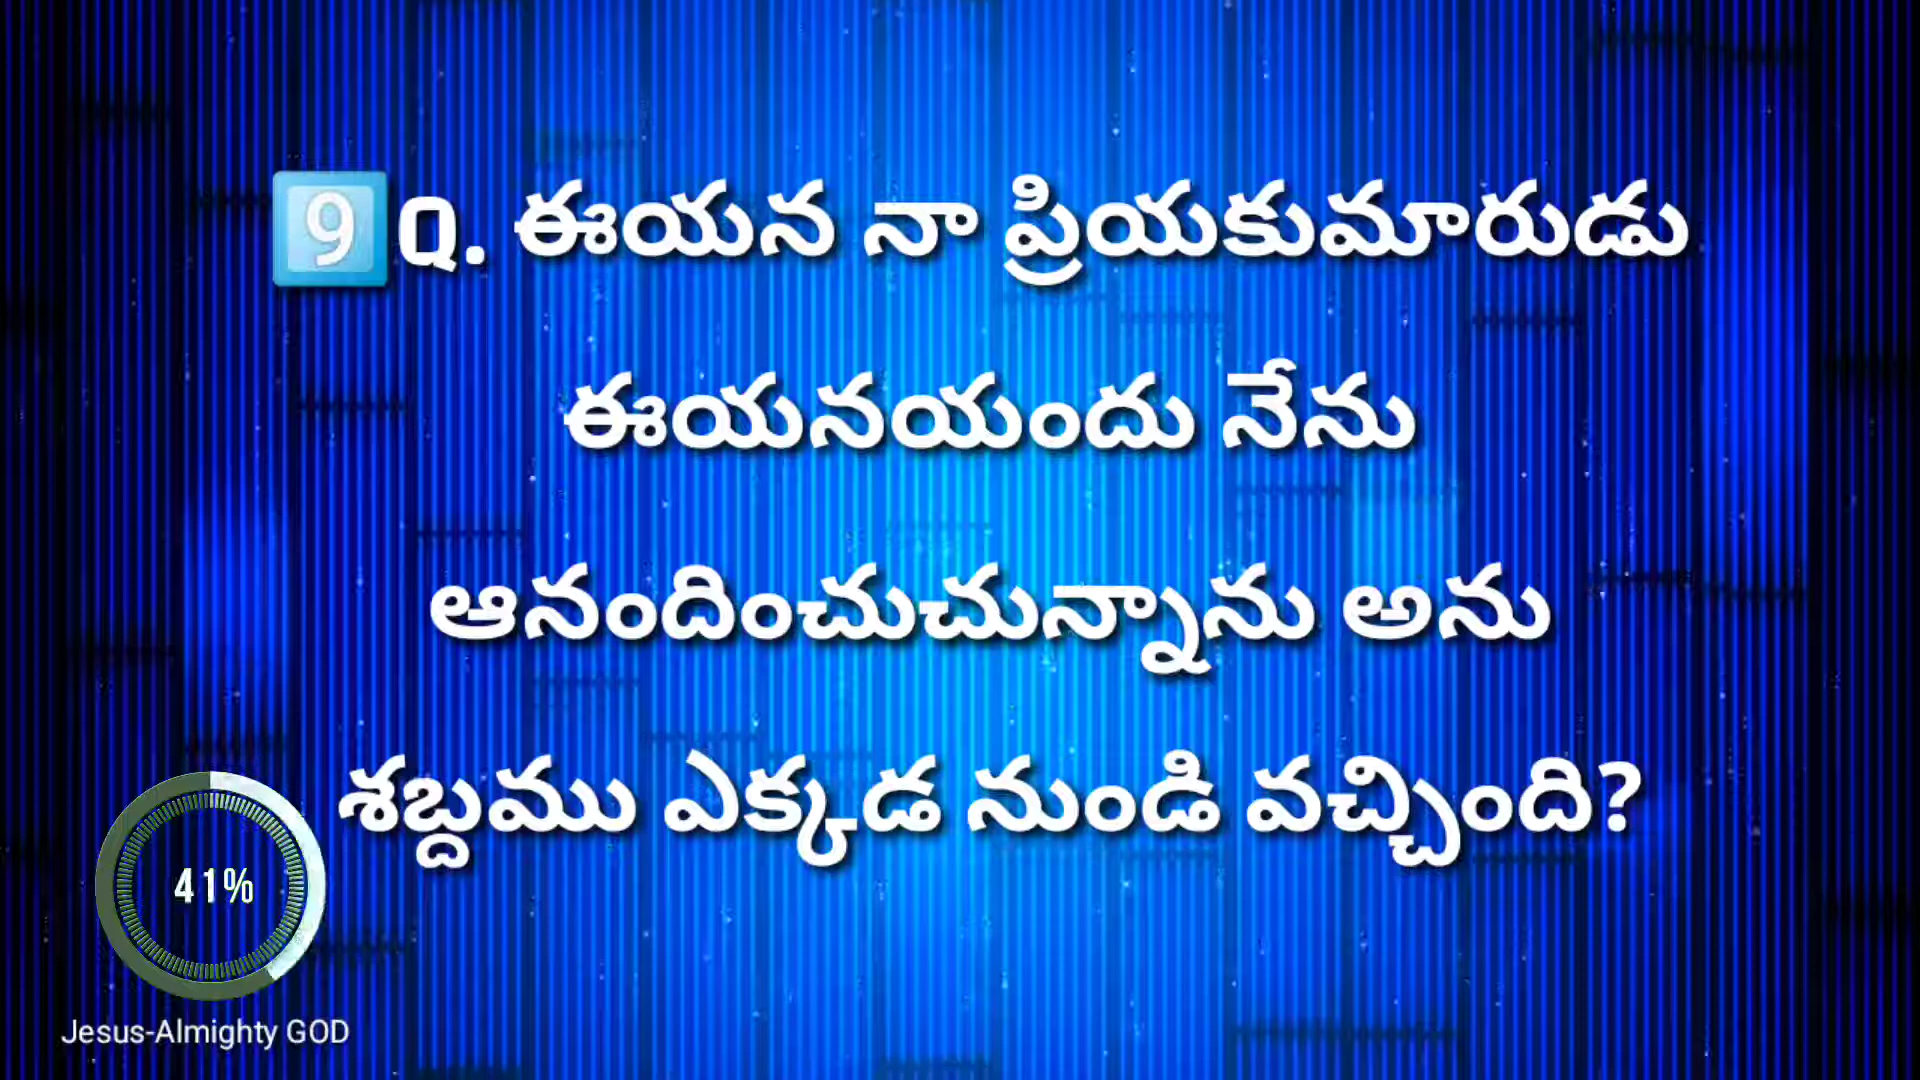 9 Q. ఈయన నా ప్రియకుమారుడు
ఈయనయందు నేను
ఆనందించుచున్నాను అను
శబ్దము ఎక్కడ నుండి వచ్చింది?
41%
Jesus-Almighty GOD